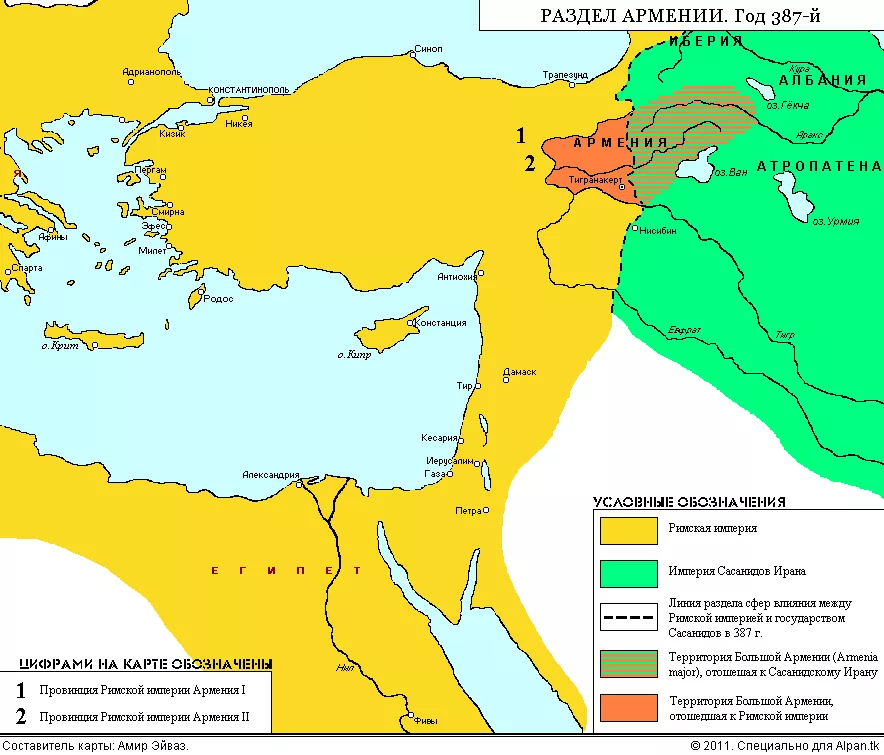 РАЗДЕЛ АРМЕНИИ. Год 387-й
ИБЕРИЯ
Синоп
Адрианополь
Трапезунд
Кура
АЛБАНИЯ
КОНСТАНТИНОПОЛЬ
оз.Гёкча
Никея
Кизик
1
АРМЕНИЯ
Аракс
2
Я
Пергам
Тигранакерт
оз.Ван
АТРОПАТЕНА
Смирна
Эфес
Афины
Нисибин
оз.Урмия
Милет
Спарта
Антиохия
Родос
Констанция
Евфрат
Тигр
о. Крит
о. Кипр
Дамаск
Тир
Кесария
Иерусалим
Газа
Александрия
Петра
ЕГИПЕТ
Нил
Фивы
УСЛОВНЫЕ ОБОЗНАЧЕНИЯ
Римская империя
Империя Сасанидов Ирана
Линия раздела сфер влияния между
Римской империей и государством
Сасанидов в 387 г.
Территория Большой Армении (Armenia
major), отошешая к Сасанидскому Ирану
Территория Большой Армении,
отошедшая к Римской империи
ЦИФРАМИ НА КАРТЕ ОБОЗНАЧЕНЫ
1 Провинция Римской империи Армения I
2 Провинция Римской империи Армения II
Составитель карты: Амир Эйваз.
© 2011. Специально для Alpan.tk